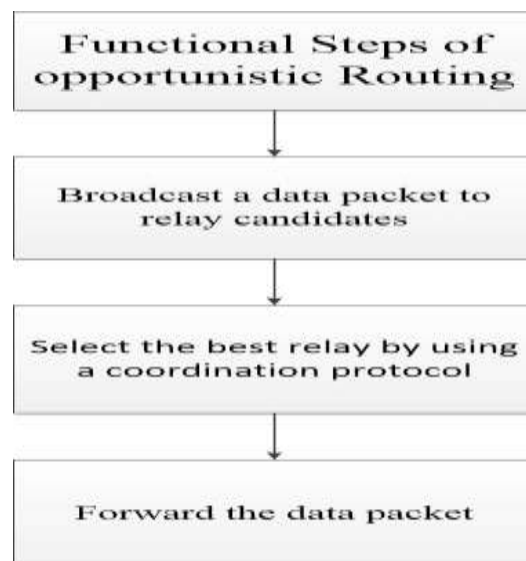 Functional Steps of
opportunistic Routing
Broadcast a data packet to
relay candidates
Select the best relay by using
a coordination protocol
Forward the data packet